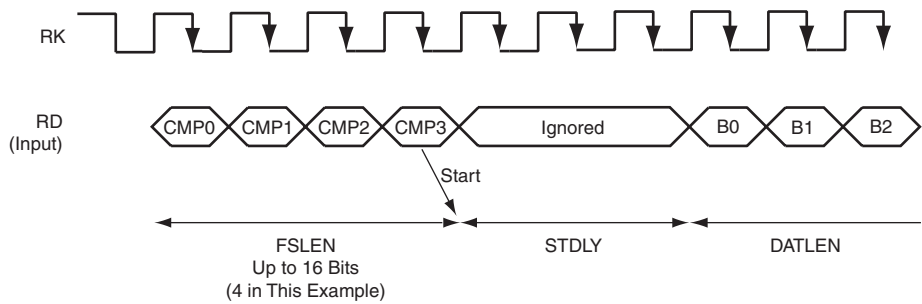 RK
RD
(Input)
CMP0 CMP1 CMP2 CMP3 Ignored B0 B1 B2
Start
FSLEN STDLY DATLEN
Up to 16 Bits
(4 in This Example)